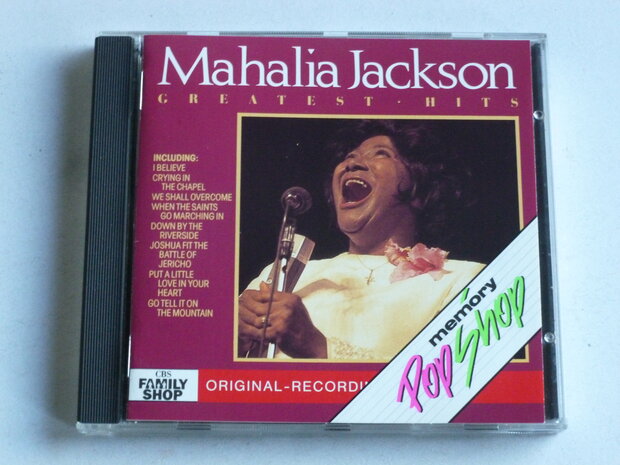 Mahalia Jackson
GREATEST · HITS
INCLUDING:
I BELIEVE
CRYING IN
THE CHAPEL
WE SHALL OVERCOME
WHEN THE SAINTS
GO MARCHING IN
DOWN BY THE
RIVERSIDE
JOSHUA FIT THE
BATTLE OF
JERICHO
PUT A LITTLE
LOVE IN YOUR
HEART
GO TELL IT ON
THE MOUNTAIN
memory
PopShop
CBS
FAMILY
SHOP
ORIGINAL-RECORDI